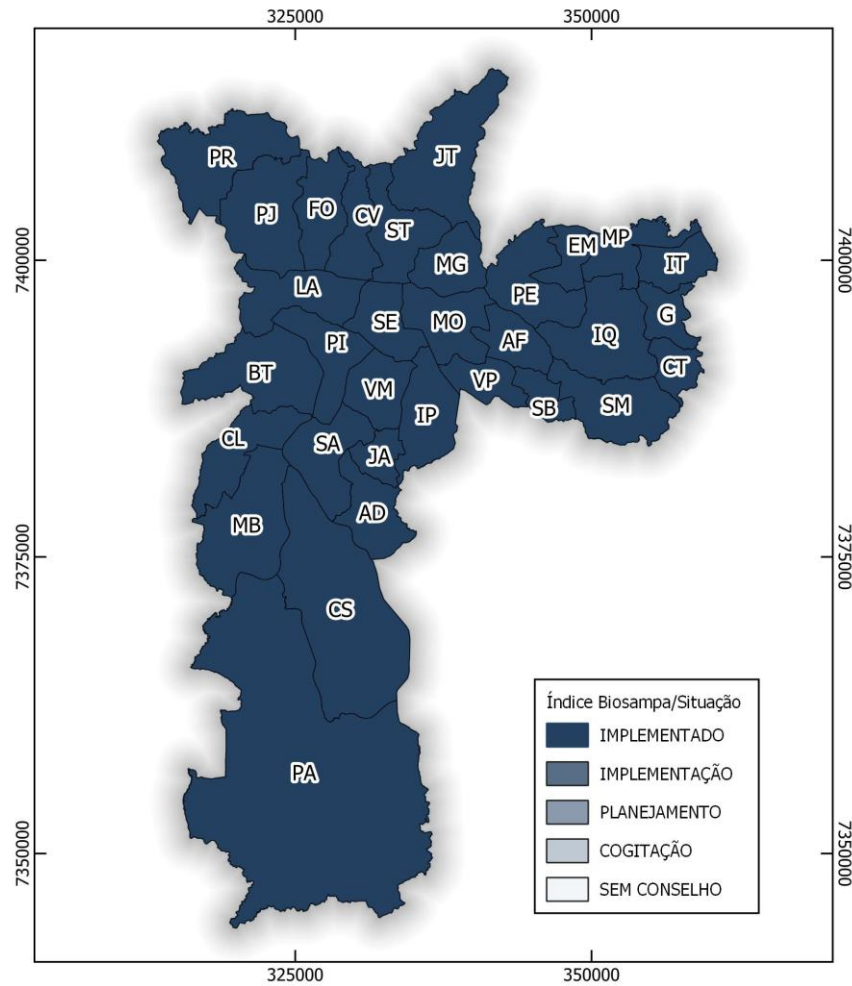 325000
350000
PR
JT
PJ
FO
CV
ST
EM
MP
MG
IT
7400000
7400000
LA
PE
SE
MO
G
PI
AF
IQ
BT
VP
CT
VM
SB
SM
IP
CL
SA
JA
AD
MB
7375000
7375000
CS
PA
Índice Biosampa/Situação
IMPLEMENTADO
IMPLEMENTAÇÃO
PLANEJAMENTO
COGITAÇÃO
SEM CONSELHO
7350000
7350000
325000
350000